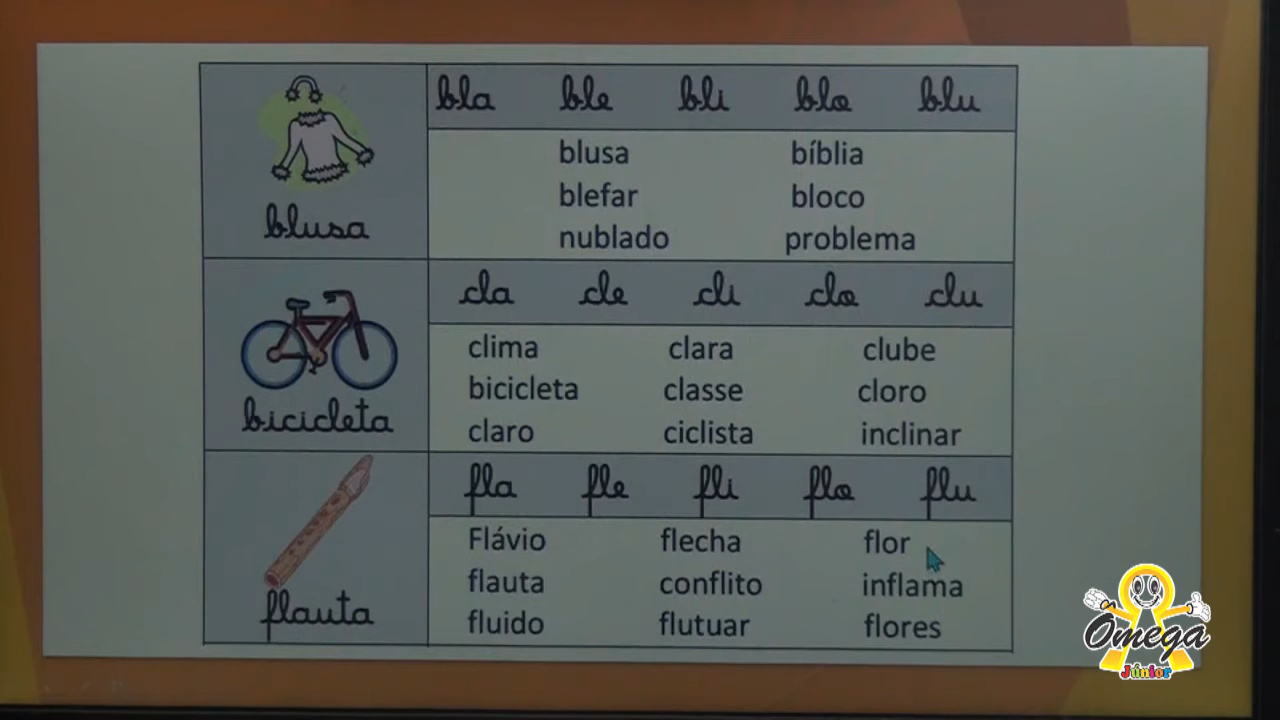 bla ble bli blo blu
blusa bíblia
blefar bloco
nublado problema
blusa
cla cle cli clo clu
clima clara clube
bicicleta classe cloro
claro ciclista inclinar
bicicleta
fla fle fli flo flu
Flávio flecha flor
flauta conflito inflama
fluido flutuar flores
flauta
Omega
Júnior